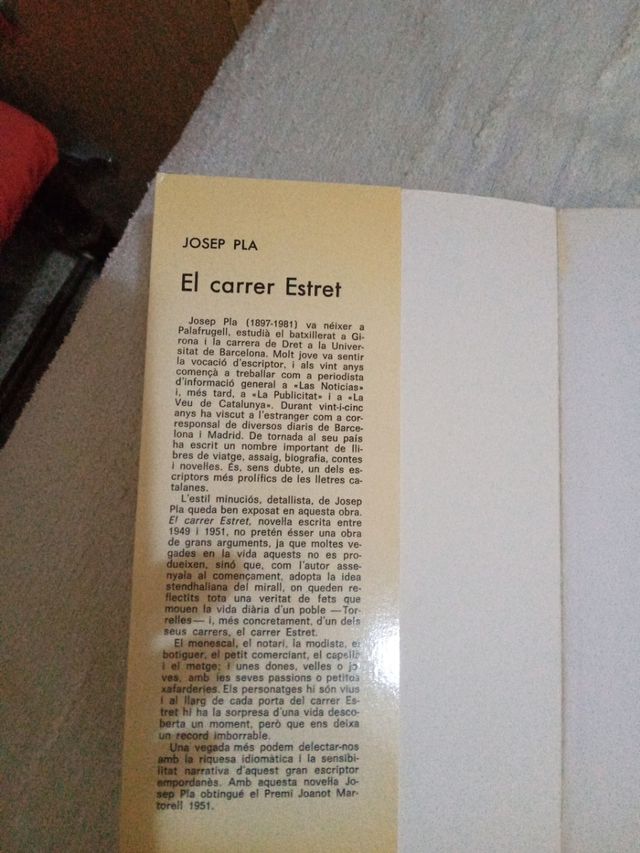 JOSEP PLA
El carrer Estret
Josep Pla (1897-1981) va néixer a
Palafrugell, estudià el batxillerat a Gi-
rona i la carrera de Dret a la Univer-
sitat de Barcelona. Molt jove va sentir
la vocació d'escriptor, i als vint anys
començà a treballar com a periodista
d'informació general a «Las Noticias»
i, més tard, a «La Publicitat» i a «La
Veu de Catalunya». Durant vint-i-cinc
anys ha viscut a l'estranger com a cor-
responsal de diversos diaris de Barce-
lona i Madrid. De tornada al seu país
ha escrit un nombre important de lli-
bres de viatge, assaig, biografia, contes
i novel·les. És, sens dubte, un dels es-
criptors més prolífics de les lletres ca-
talanes.
L'estil minuciós, detallista, de Josep
Pla queda ben exposat en aquesta obra.
El carrer Estret, novel·la escrita entre
1949 i 1951, no pretén ésser una obra
de grans arguments, ja que moltes ve-
gades en la vida aquests no es pro-
dueixen, sinó que, com l'autor asse-
nyala al començament, adopta la idea
stendhaliana del mirall, on queden re-
flectits tota una veritat de fets que
mouen la vida diària d'un poble —Tor-
relles— i, més concretament, d'un dels
seus carrers, el carrer Estret.
El menescal, el notari, la modista, el
botiguer, el petit comerciant, el capellà
i el metge; i unes dones, velles o jo-
ves, amb les seves passions o petites
xafarderies. Els personatges hi són vius
i al llarg de cada porta del carrer Es-
tret hi ha la sorpresa d'una vida desco-
berta un moment, però que ens deixa
un record inborrable.
Una vegada més podem delectar-nos
amb la riquesa idiomàtica i la sensibi-
litat narrativa d'aquest gran escriptor
empordanès. Amb aquesta novel·la Jo-
sep Pla obtingué el Premi Joanot Mar-
torell 1951.